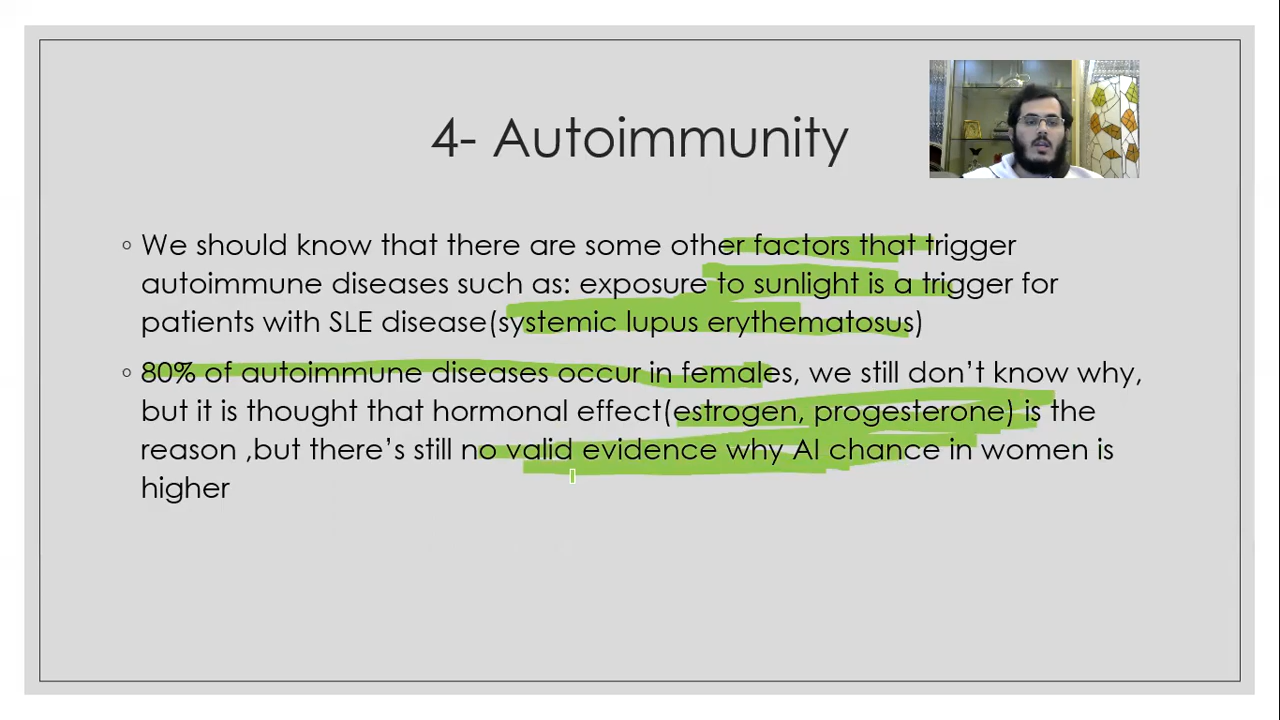 4- Autoimmunity
◦ We should know that there are some other factors that trigger
autoimmune diseases such as: exposure to sunlight is a trigger for
patients with SLE disease(systemic lupus erythematosus)
◦ 80% of autoimmune diseases occur in females, we still don’t know why,
but it is thought that hormonal effect(estrogen, progesterone) is the
reason ,but there’s still no valid evidence why AI chance in women is
higher